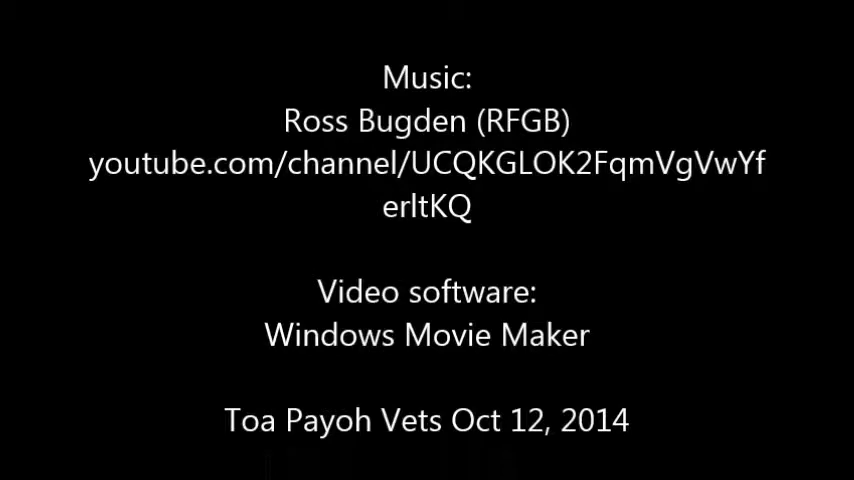 Music:
Ross Bugden (RFGB)
youtube.com/channel/UCQKGLOK2FqmVgVwYf
erltKQ
Video software:
Windows Movie Maker
Toa Payoh Vets Oct 12, 2014